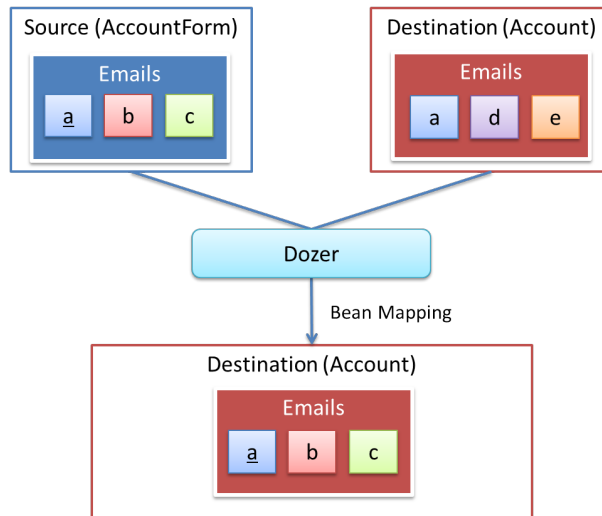 Source (AccountForm)
Emails
a b c
Destination (Account)
Emails
a d e
Dozer
Bean Mapping
Destination (Account)
Emails
a b c